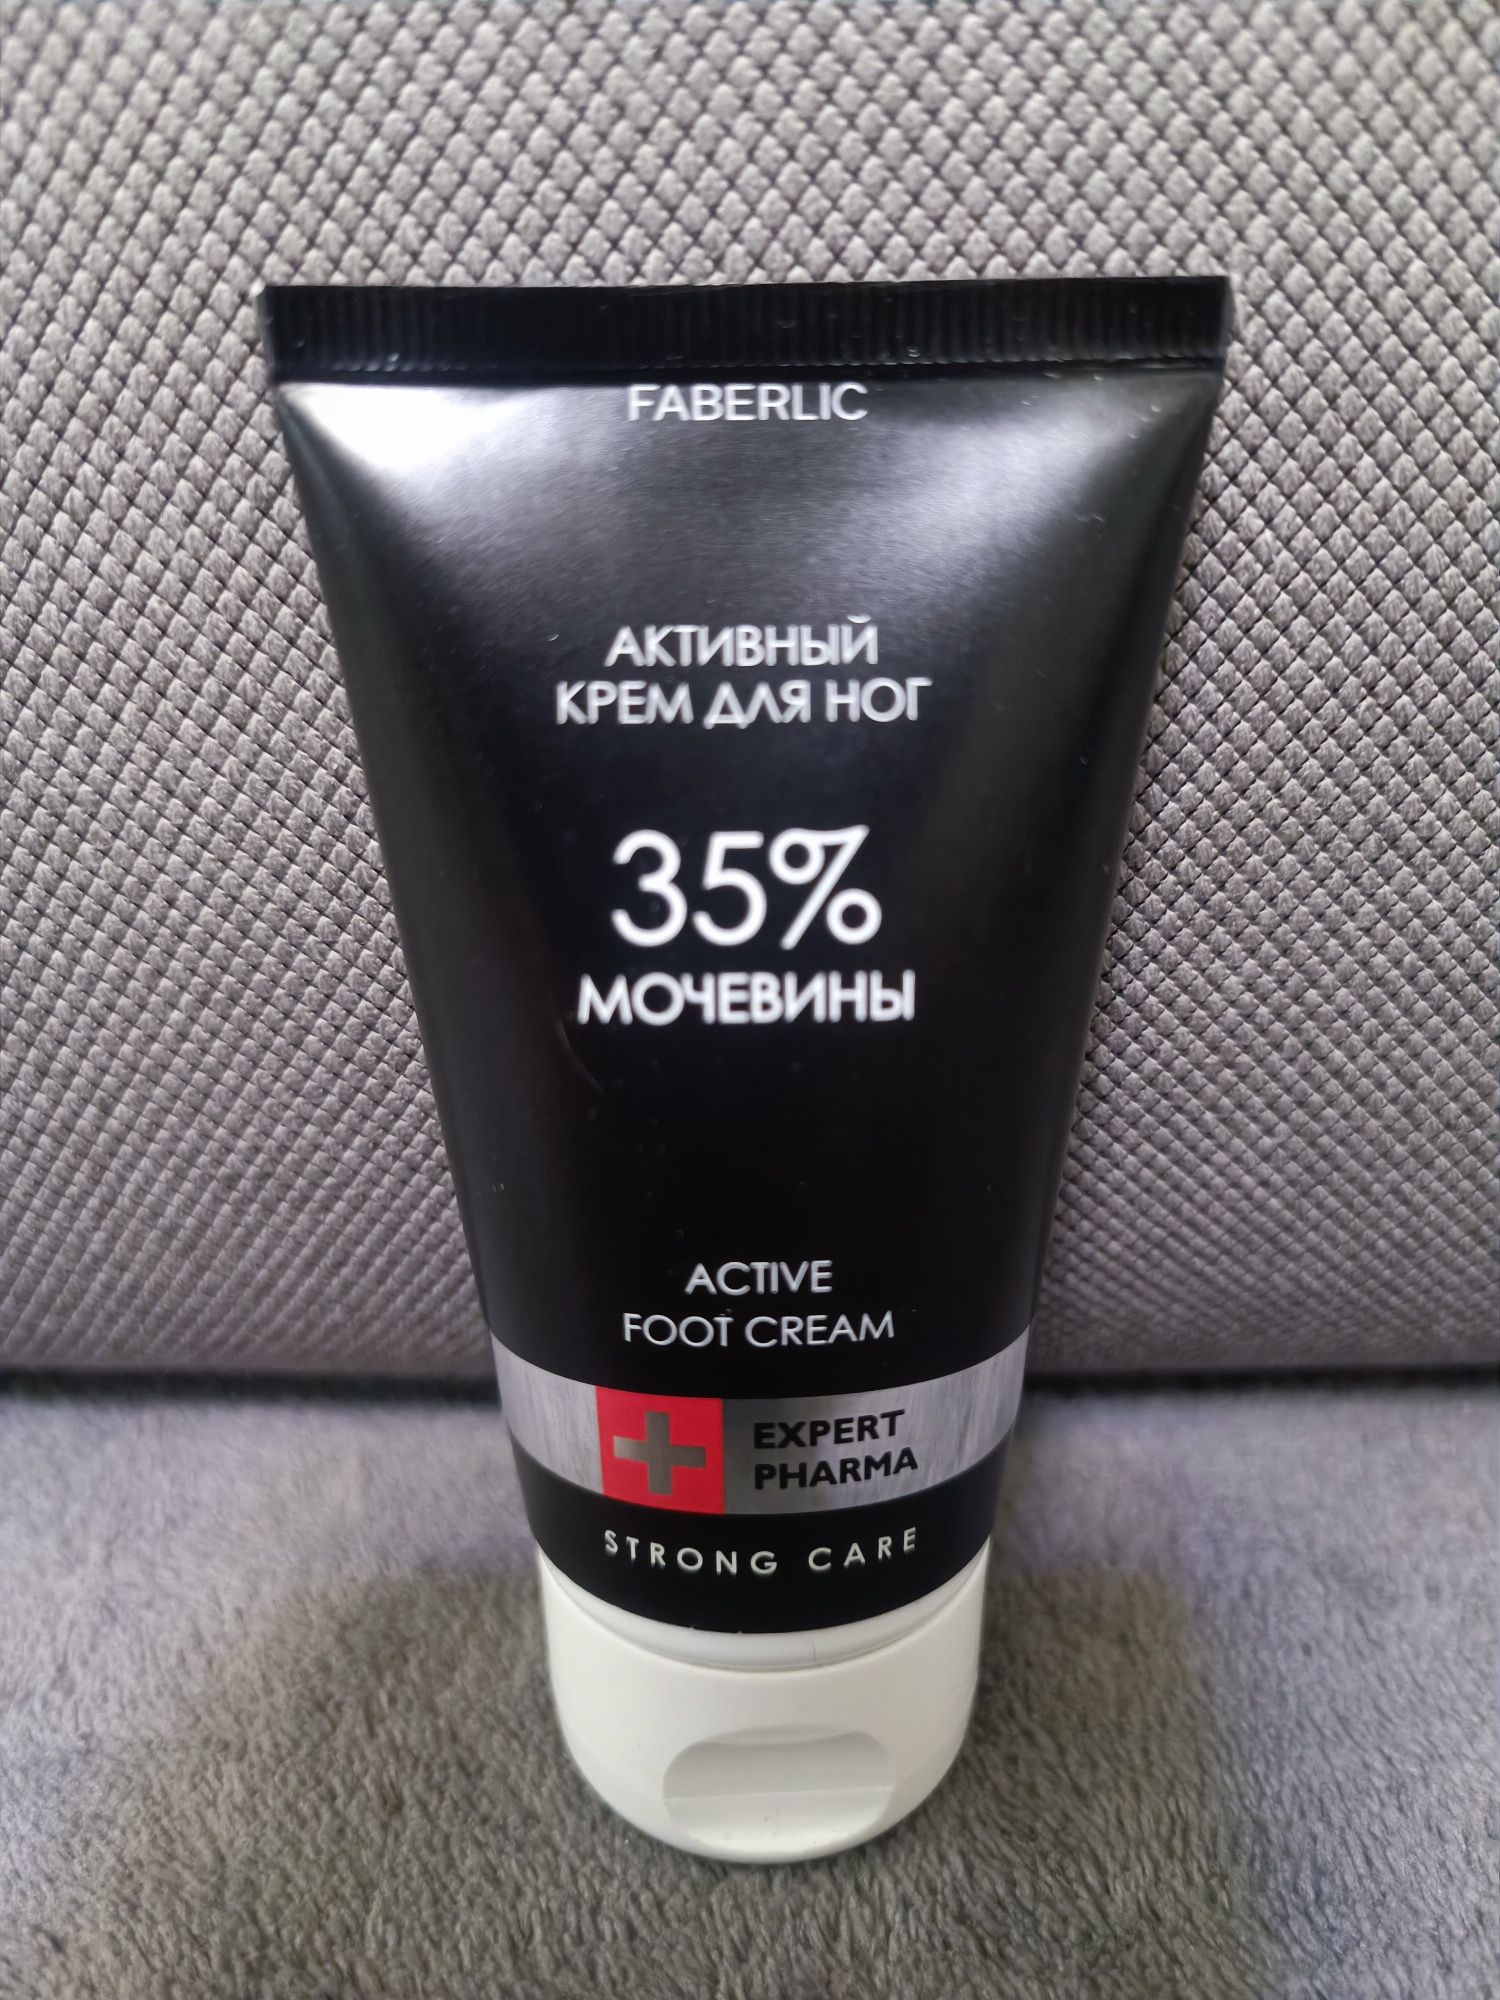 FABERLIC
АКТИВНЫЙ
КРЕМ ДЛЯ НОГ
35%
МОЧЕВИНЫ
ACTIVE
FOOT CREAM
EXPERT
PHARMA
STRONG CARE